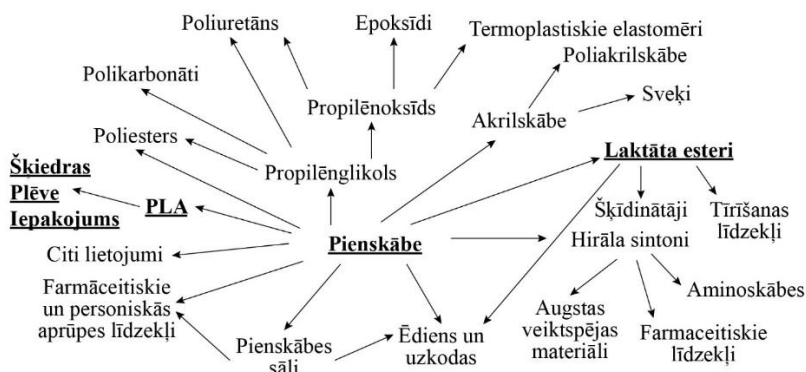 Poliuretāns
Epoksīdi
Termoplastiskie elastomēri
Poliakrilskābe
Polikarbonāti
Propilēnoksīds
Sveķi
Akrilskābe
Poliesters
Laktāta esteri
Šķiedras
Plēve
Iepakojums
Propilēnglikols
PLA
Šķīdinātāji
Tīrīšanas
līdzekļi
Pienskābe
Hirāla sintoni
Citi lietojumi
Farmāceitiskie
un personiskās
aprūpes līdzekļi
Aminoskābes
Augstas
veiktspējas
materiāli
Pienskābes
sāļi
Ēdiens un
uzkodas
Farmaceitiskie
līdzekļi